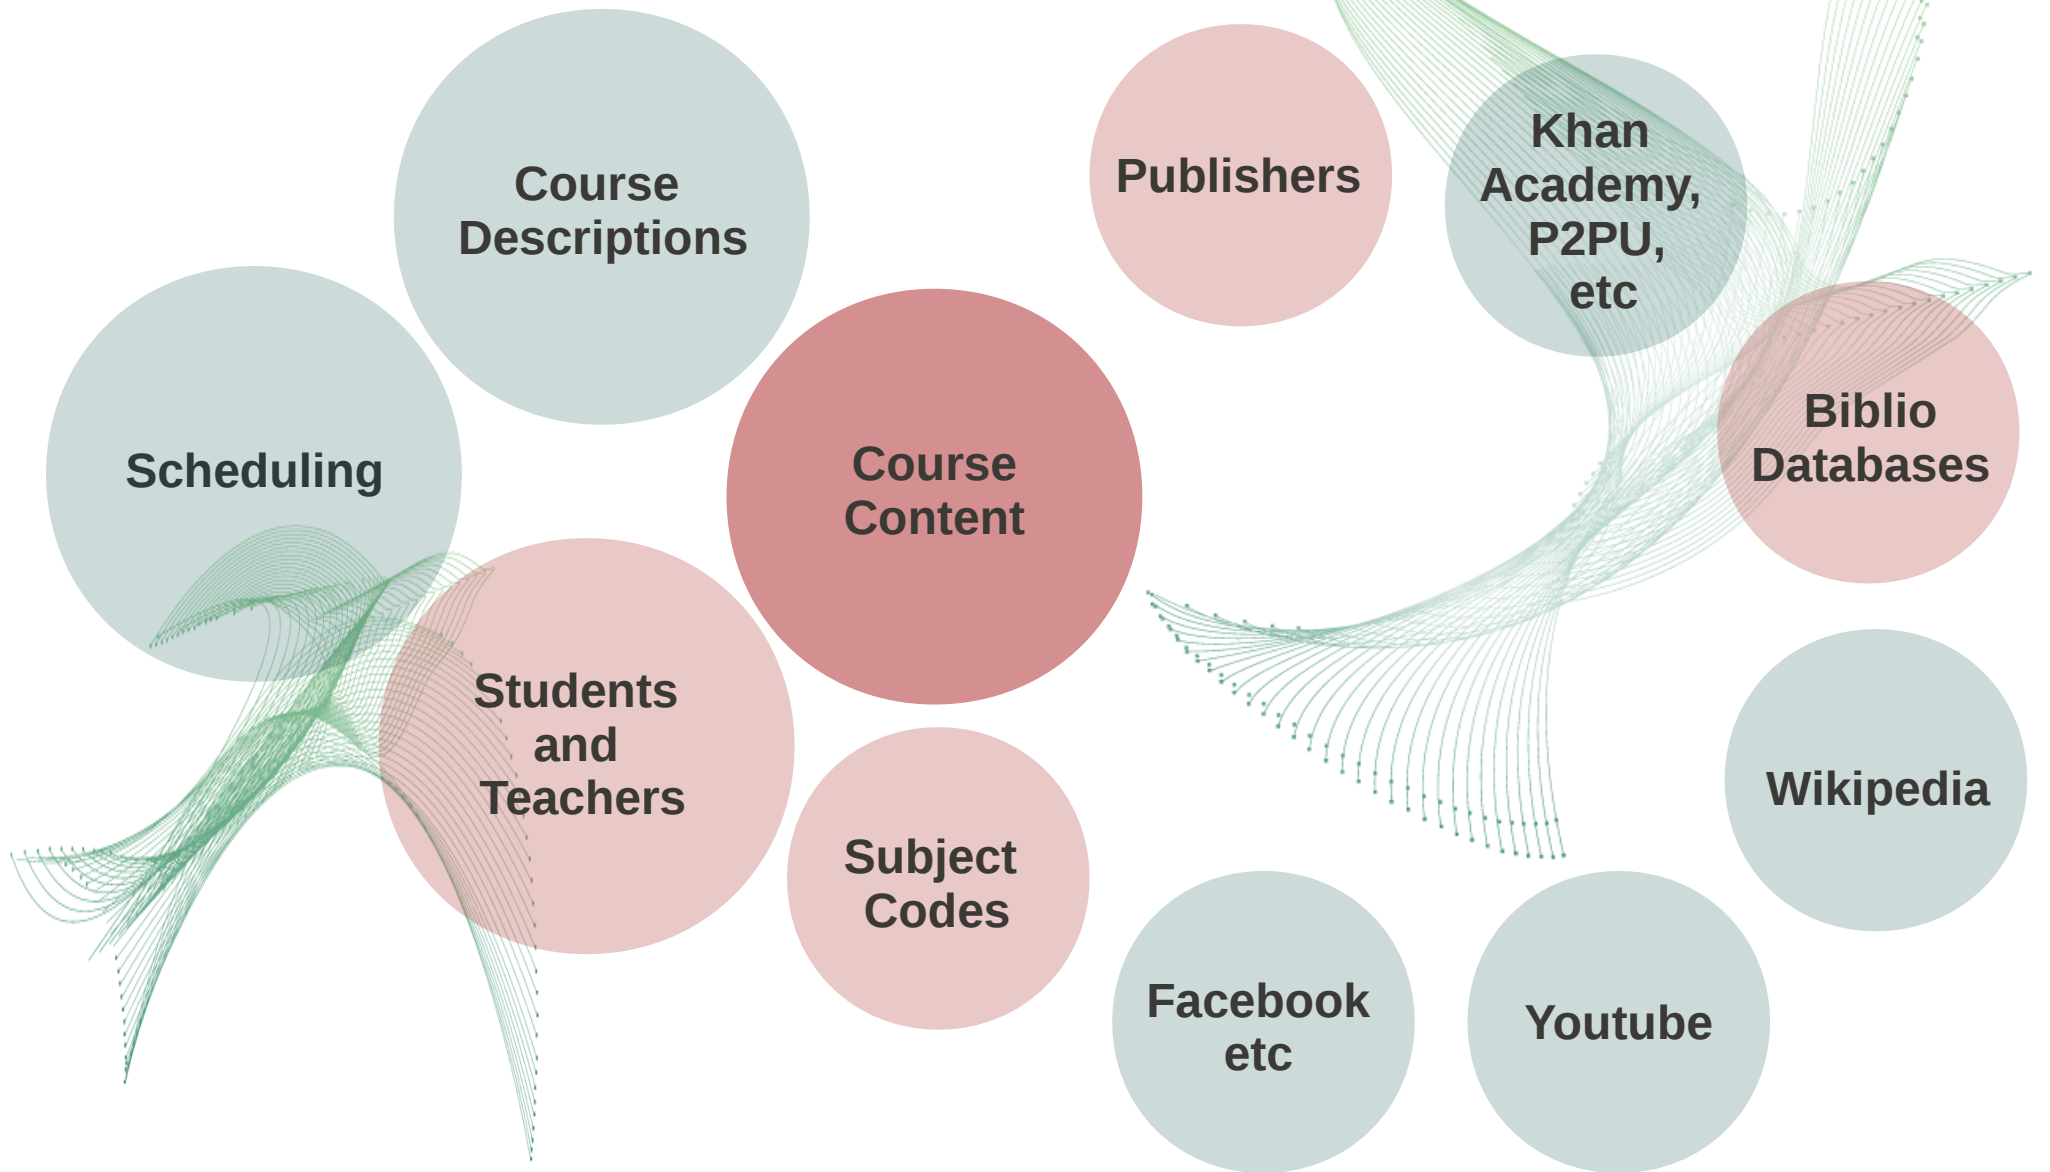 Course
Descriptions
Publishers
Khan
Academy,
P2PU,
etc
Scheduling
Course
Content
Biblio
Databases
Students
and
Teachers
Subject
Codes
Wikipedia
Facebook
etc
Youtube